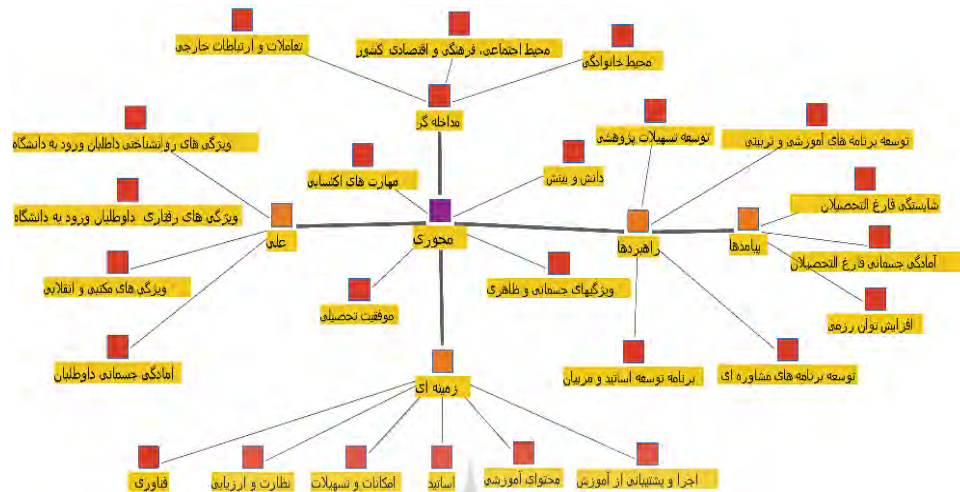 تعاملات و ارتباطات خارجی
محیط اجتماعی، فرهنگی و اقتصادی کشور
محیط خانوادگی
مداخله گر
توسعه تسهیلات پژوهشی
توسعه برنامه های آموزشی و تربیتی
ویژگی های روانشناختی داطلبان ورود به دانشگاه
مهارت های اکتسابی
دانش و بینش
شایستگی فارغ التحصیلان
ویژگی های رفتاری داوطلبان ورود به دانشگاه
علی
محوری
راهبردها
پیامدها
آمادگی جسمانی فارغ التحصیلان
ویژگی های مکتبی و انقلابی
ویژگیهای جسمانی و ظاهری
موفقیت تحصیلی
افزایش توان رزمی
امادگی جسمانی داوطلبان
برنامه توسعه اساتید و مربیان
توسعه برنامه های مشاوره ای
زمینه ای
اجرا و پشتیبانی از آموزش
محتوای آموزشی
اساتید
امکانات و تسهیلات
نظارت و ارزیابی
فناوری